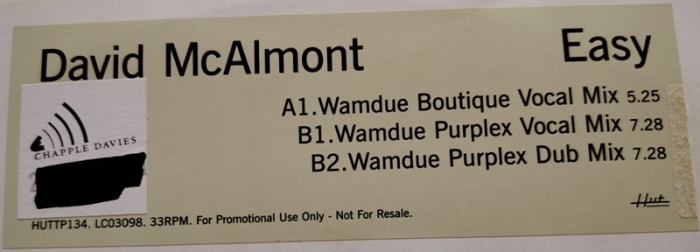 David McAlmont
Easy
A1.Wamdue Boutique Vocal Mix 5.25
B1.Wamdue Purplex Vocal Mix 7.28
B2.Wamdue Purplex Dub Mix 7.28
CHAPPLE DAVIES
Hut
HUTTP134. LC03098. 33RPM. For Promotional Use Only - Not For Resale.